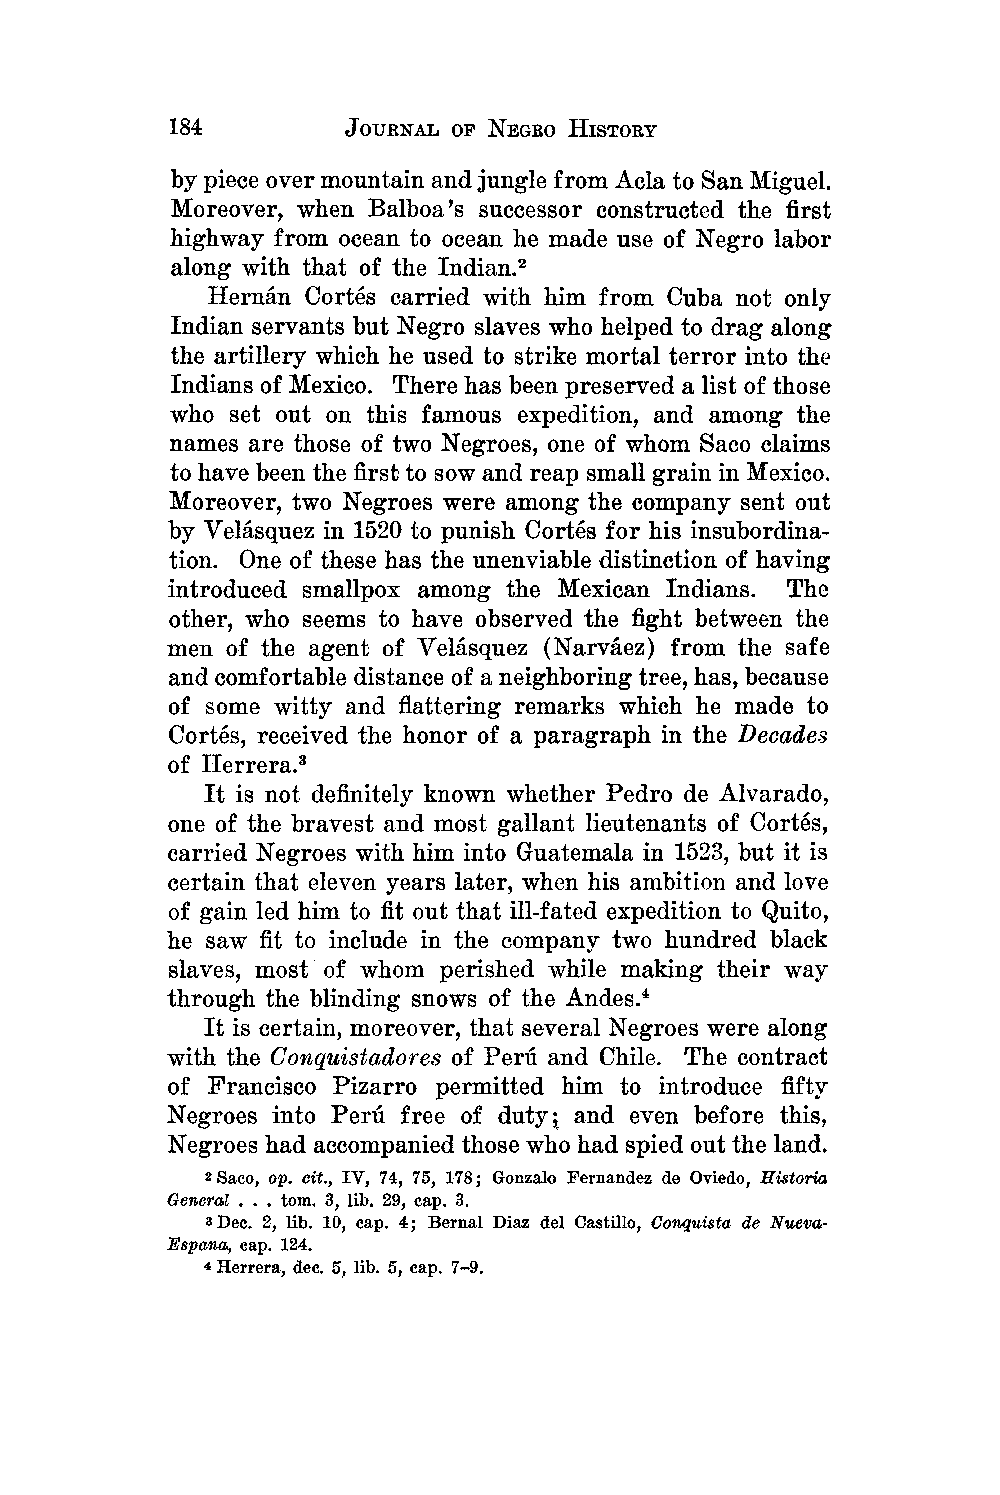 184 JOURNAL OF NEGRO HISTORY
by piece over mountain and jungle from Acla to San Miguel.
Moreover, when Balboa's successor constructed the first
highway from ocean to ocean he made use of Negro labor
along with that of the Indian.²
Hernán Cortés carried with him from Cuba not only
Indian servants but Negro slaves who helped to drag along
the artillery which he used to strike mortal terror into the
Indians of Mexico. There has been preserved a list of those
who set out on this famous expedition, and among the
names are those of two Negroes, one of whom Saco claims
to have been the first to sow and reap small grain in Mexico.
Moreover, two Negroes were among the company sent out
by Velásquez in 1520 to punish Cortés for his insubordina-
tion. One of these has the unenviable distinction of having
introduced smallpox among the Mexican Indians. The
other, who seems to have observed the fight between the
men of the agent of Velásquez (Narváez) from the safe
and comfortable distance of a neighboring tree, has, because
of some witty and flattering remarks which he made to
Cortés, received the honor of a paragraph in the Decades
of Herrera.³
It is not definitely known whether Pedro de Alvarado,
one of the bravest and most gallant lieutenants of Cortés,
carried Negroes with him into Guatemala in 1523, but it is
certain that eleven years later, when his ambition and love
of gain led him to fit out that ill-fated expedition to Quito,
he saw fit to include in the company two hundred black
slaves, most of whom perished while making their way
through the blinding snows of the Andes.⁴
It is certain, moreover, that several Negroes were along
with the Conquistadores of Perú and Chile. The contract
of Francisco Pizarro permitted him to introduce fifty
Negroes into Perú free of duty; and even before this,
Negroes had accompanied those who had spied out the land.
² Saco, op. cit., IV, 74, 75, 178; Gonzalo Fernandez de Oviedo, Historia
General . . . tom. 3, lib. 29, cap. 3.
³ Dec. 2, lib. 10, cap. 4; Bernal Diaz del Castillo, Conquista de Nueva-
Espana, cap. 124.
⁴ Herrera, dec. 5, lib. 5, cap. 7–9.